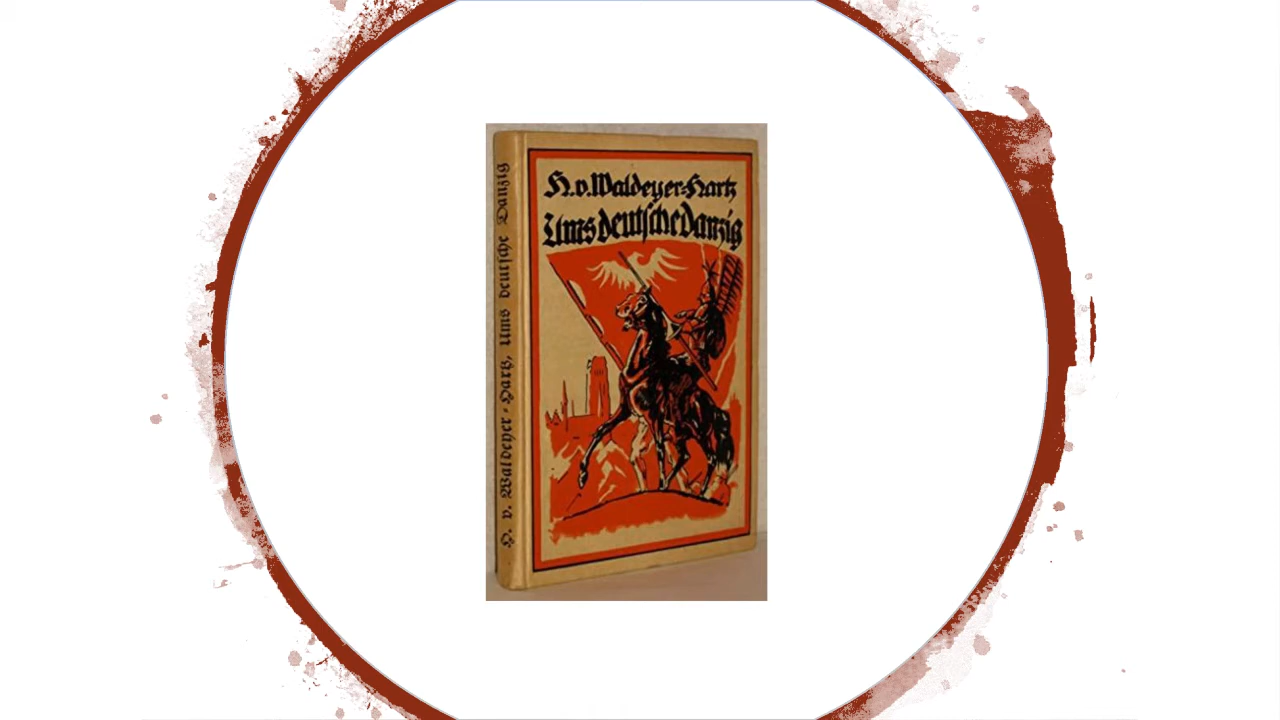 H. v. Waldeyer-Hartz
Ums deutsche Danzig
H. v. Waldeyer-Hartz, Ums deutsche Danzig